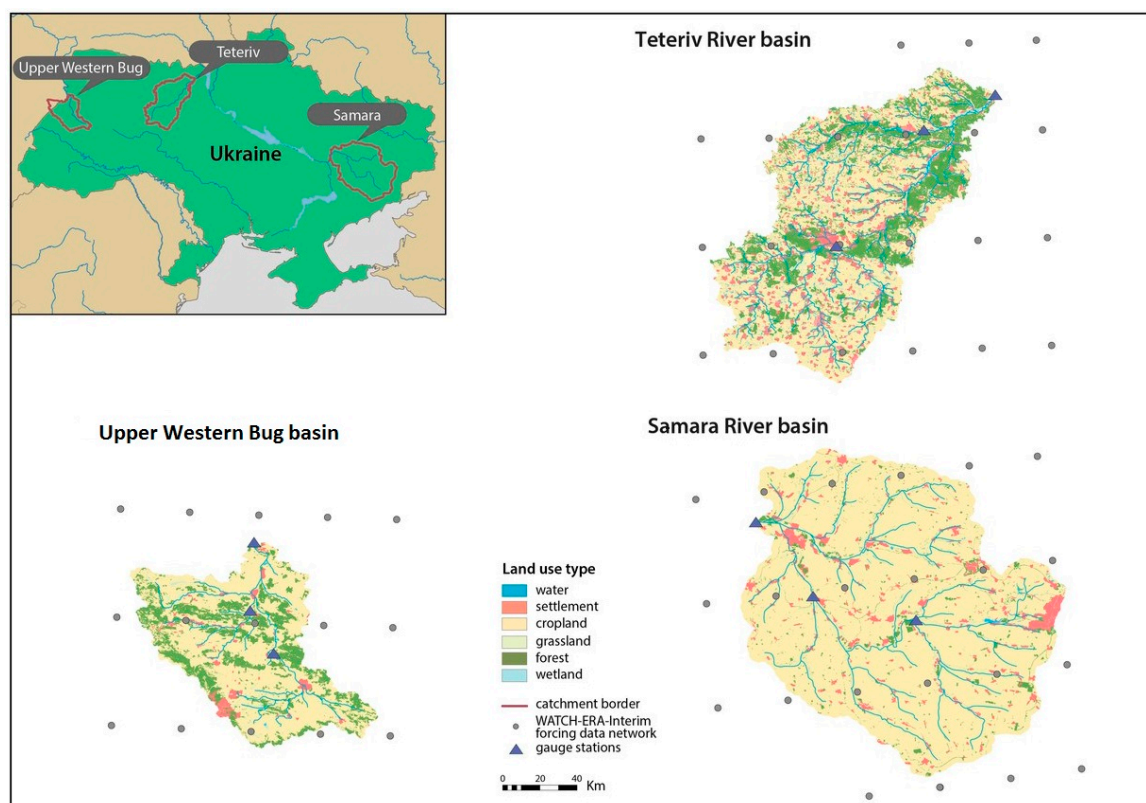 Teteriv
Upper Western Bug
Samara
Ukraine
Teteriv River basin
Upper Western Bug basin
Samara River basin
Land use type
water
settlement
cropland
grassland
forest
wetland
catchment border
WATCH-ERA-Interim
forcing data network
gauge stations
0 20 40 Km